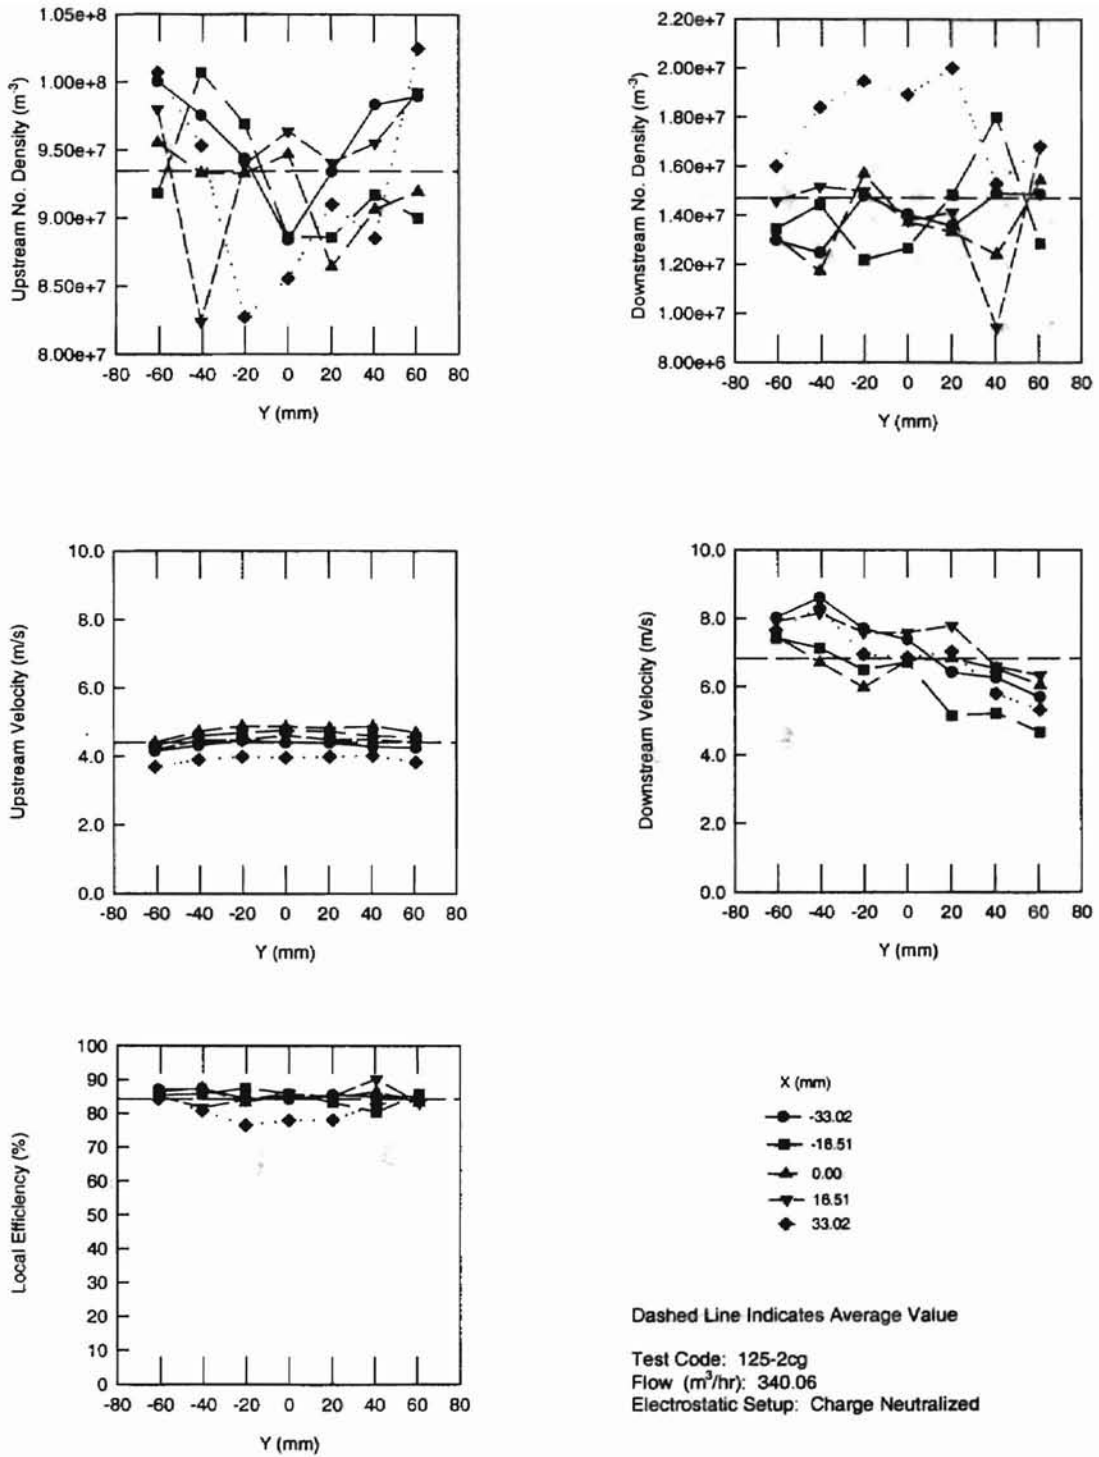 Upstream No. Density (m⁻³)
1.05e+8
1.00e+8
9.50e+7
9.00e+7
8.50e+7
8.00e+7
-80 -60 -40 -20 0 20 40 60 80
Y (mm)
Downstream No. Density (m⁻³)
2.20e+7
2.00e+7
1.80e+7
1.60e+7
1.40e+7
1.20e+7
1.00e+7
8.00e+6
-80 -60 -40 -20 0 20 40 60 80
Y (mm)
Upstream Velocity (m/s)
10.0
8.0
6.0
4.0
2.0
0.0
-80 -60 -40 -20 0 20 40 60 80
Y (mm)
Downstream Velocity (m/s)
10.0
8.0
6.0
4.0
2.0
0.0
-80 -60 -40 -20 0 20 40 60 80
Y (mm)
Local Efficiency (%)
100
90
80
70
60
50
40
30
20
10
0
-80 -60 -40 -20 0 20 40 60 80
Y (mm)
X (mm)
-33.02
-16.51
0.00
16.51
33.02
Dashed Line Indicates Average Value
Test Code: 125-2cg
Flow (m³/hr): 340.06
Electrostatic Setup: Charge Neutralized